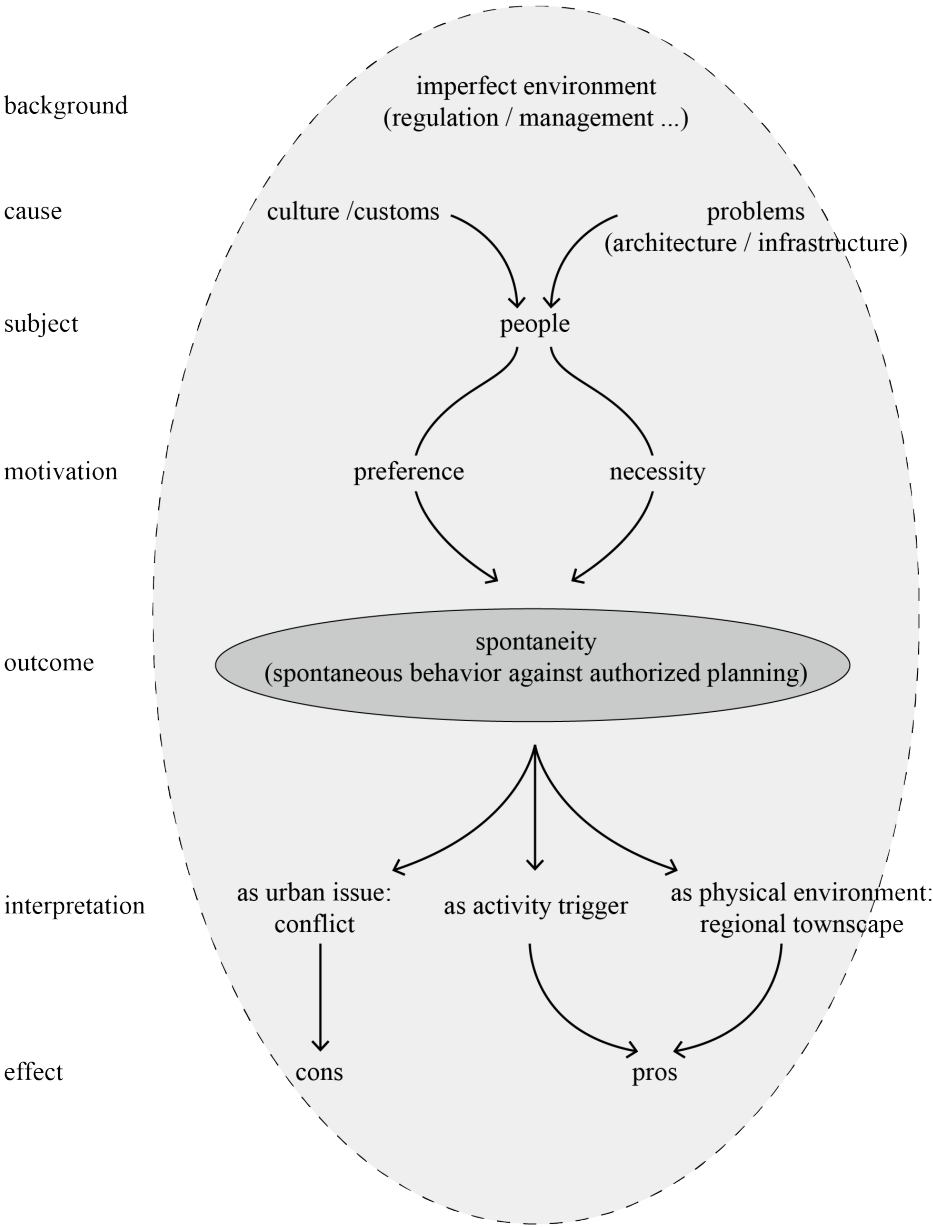 background
imperfect environment
(regulation / management ...)
cause
culture /customs
problems
(architecture / infrastructure)
subject
people
motivation
preference
necessity
outcome
spontaneity
(spontaneous behavior against authorized planning)
interpretation
as urban issue:
conflict
as activity trigger
as physical environment:
regional townscape
effect
cons
pros